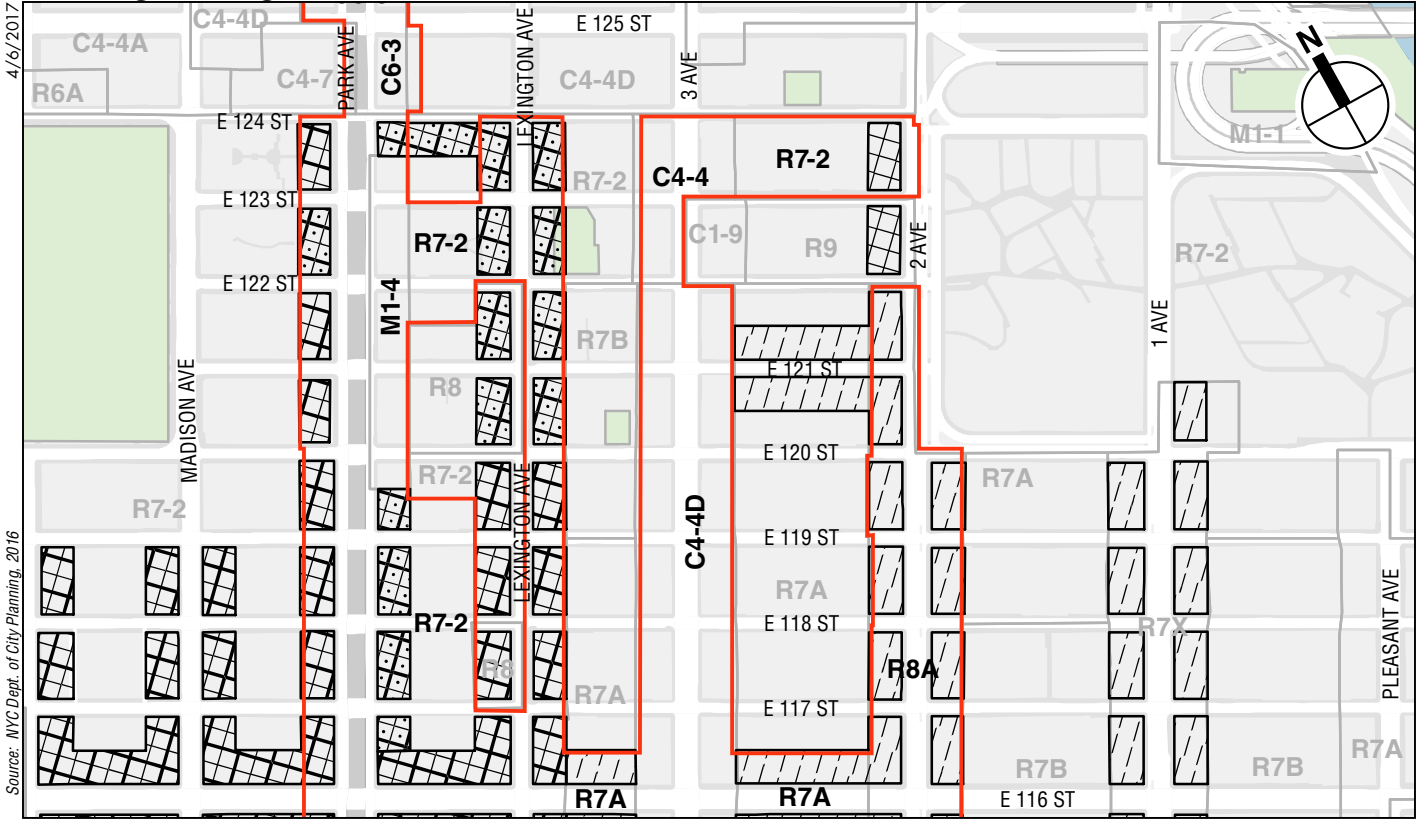 4/6/2017
C4-4D
E 125 ST
N
C4-4A
PARK AVE
C6-3
LEXINGTON AVE
3 AVE
C4-7
C4-4D
R6A
E 124 ST
M1-1
R7-2
C4-4
R7-2
E 123 ST
C1-9
R9
2 AVE
R7-2
R7-2
E 122 ST
M1-4
R7B
1 AVE
E 121 ST
R8
MADISON AVE
E 120 ST
R7-2
LEXINGTON AVE
R7A
R7-2
C4-4D
E 119 ST
R7A
PLEASANT AVE
R7-2
E 118 ST
R7X
R8
R8A
R7A
E 117 ST
R7A
R7B
R7B
R7A
R7A
E 116 ST
Source: NYC Dept. of City Planning, 2016